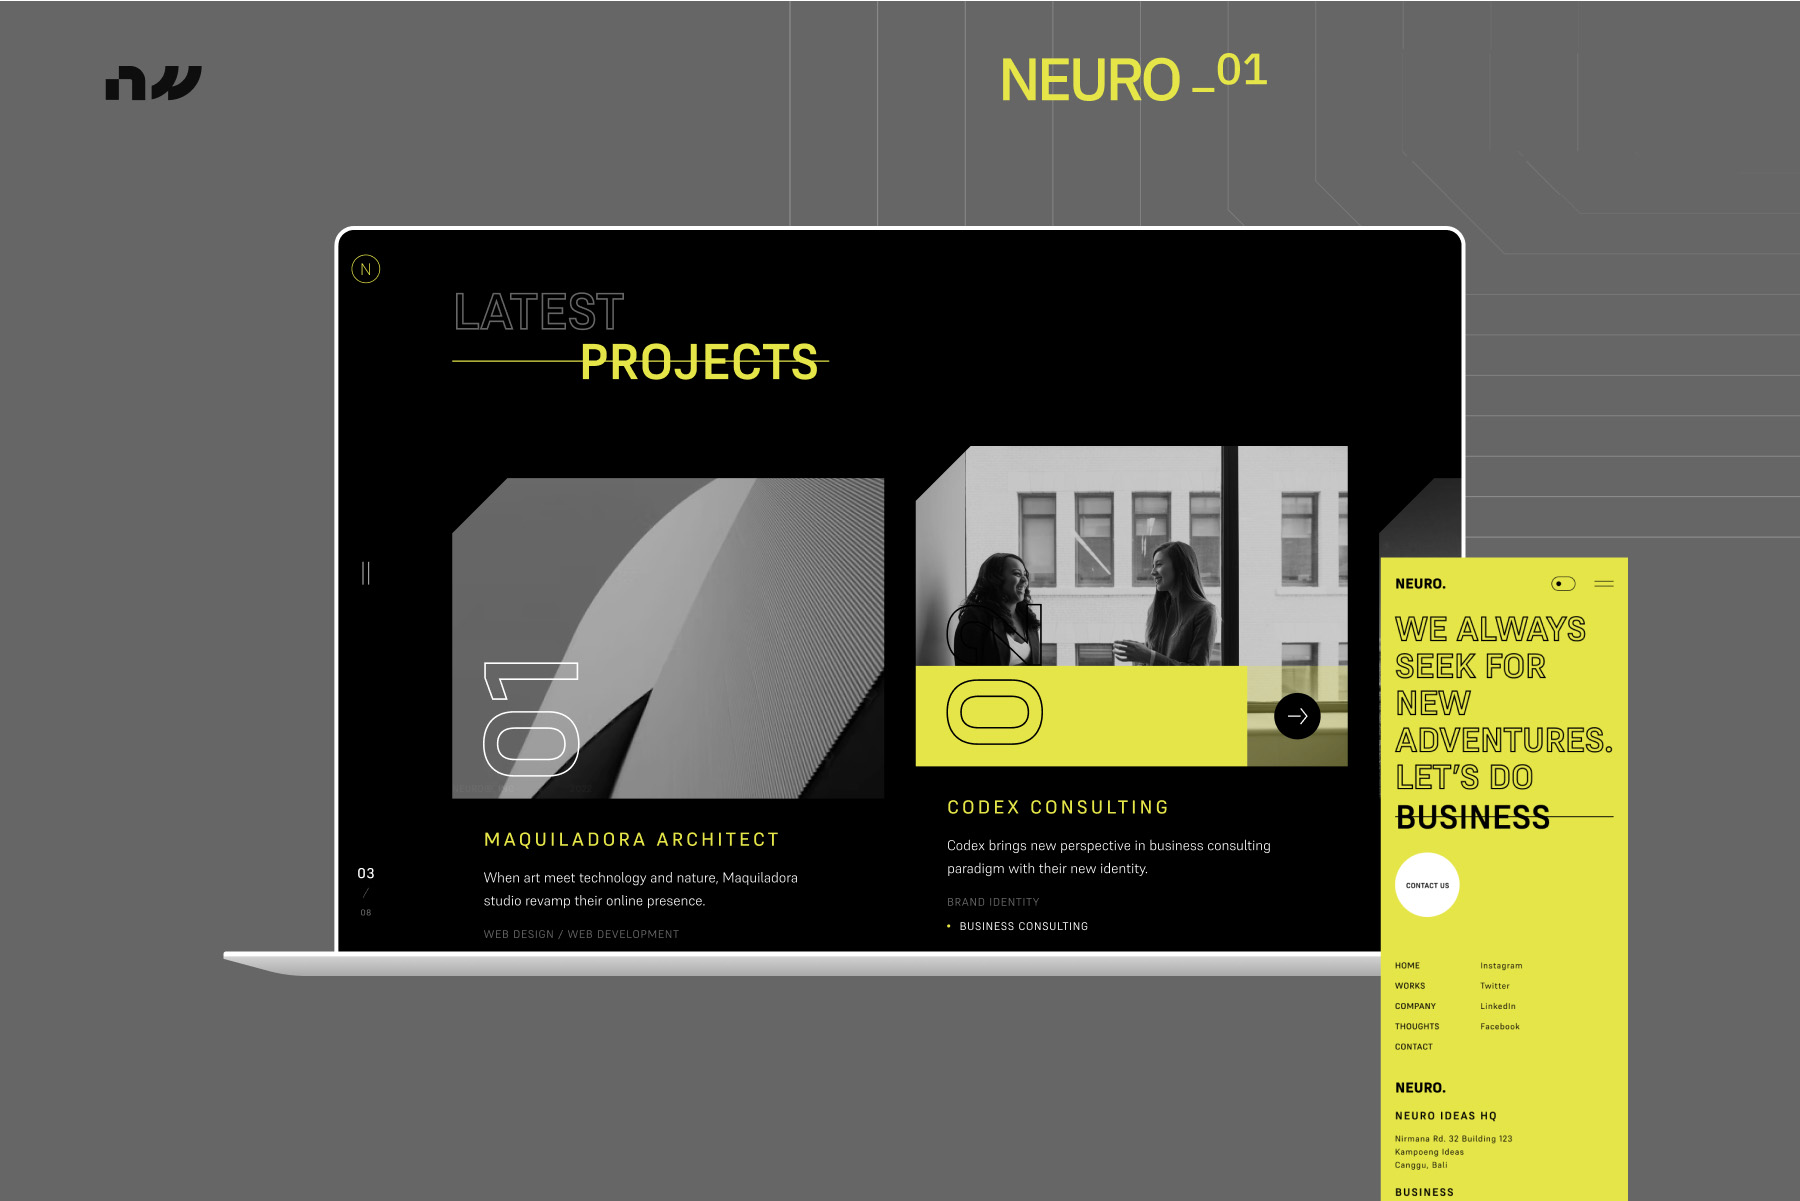 NEURO _01
N
LATEST
PROJECTS
01
0
MAQUILADORA ARCHITECT
When art meet technology and nature, Maquiladora
studio revamp their online presence.
WEB DESIGN / WEB DEVELOPMENT
CODEX CONSULTING
Codex brings new perspective in business consulting
paradigm with their new identity.
BRAND IDENTITY
• BUSINESS CONSULTING
03
/
08
NEURO.
WE ALWAYS
SEEK FOR
NEW
ADVENTURES.
LET'S DO
BUSINESS
CONTACT US
HOME
WORKS
COMPANY
THOUGHTS
CONTACT
Instagram
Twitter
LinkedIn
Facebook
NEURO.
NEURO IDEAS HQ
Nirmana Rd. 32 Building 123
Kampoeng Ideas
Canggu, Bali
BUSINESS